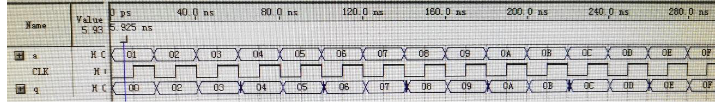 Name Value 5.93 0 ps 40.0 ns 80.0 ns 120.0 ns 160.0 ns 200.0 ns 240.0 ns 280.0 ns
5.925 ns
a H C 01 02 03 04 05 06 07 08 09 0A 0B 0C 0D 0E 0F
CLK H
q H C 00 02 03 04 05 06 07 08 09 0A 0B 0C 0D 0E 0F